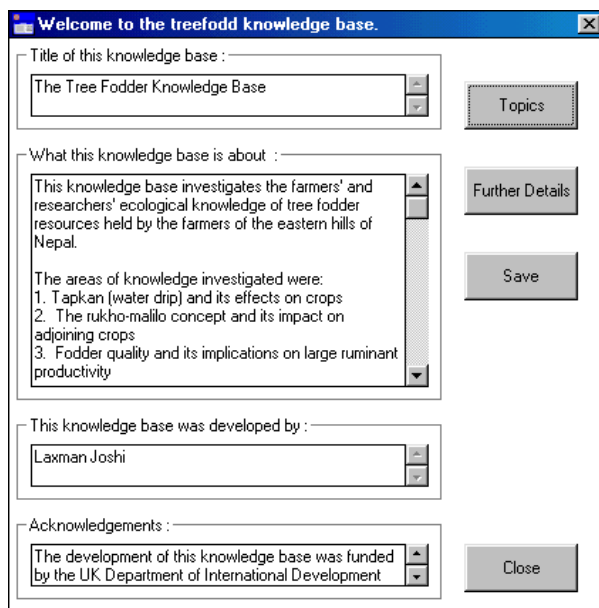 Welcome to the treefodd knowledge base.
Title of this knowledge base :
The Tree Fodder Knowledge Base
Topics
What this knowledge base is about :
This knowledge base investigates the farmers' and
researchers' ecological knowledge of tree fodder
resources held by the farmers of the eastern hills of
Nepal.
The areas of knowledge investigated were:
1. Tapkan (water drip) and its effects on crops
2. The rukho-malilo concept and its impact on
adjoining crops
3. Fodder quality and its implications on large ruminant
productivity
Further Details
Save
This knowledge base was developed by :
Laxman Joshi
Acknowledgements :
The development of this knowledge base was funded
by the UK Department of International Development
Close